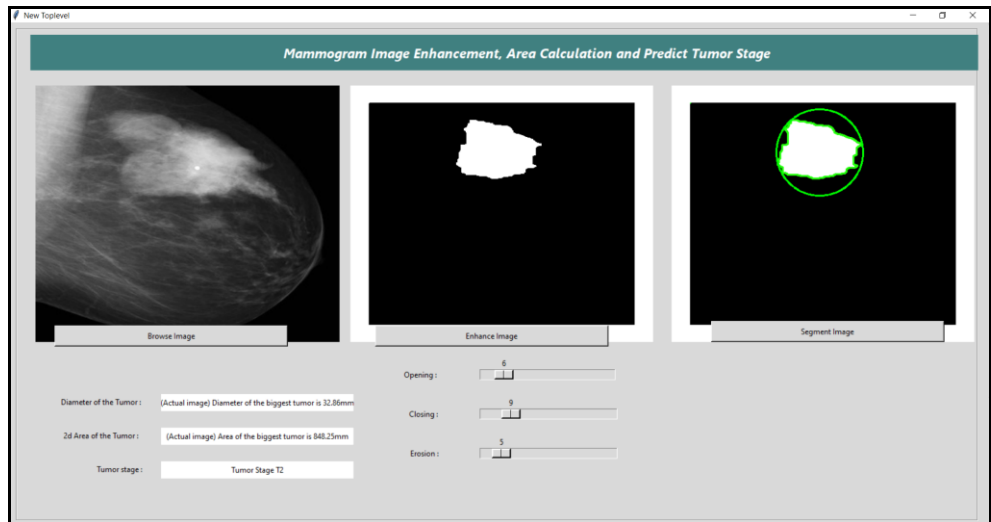 New Toplevel
Mammogram Image Enhancement, Area Calculation and Predict Tumor Stage
Browse Image
Enhance Image
Segment Image
Opening :
6
Diameter of the Tumor :
(Actual image) Diameter of the biggest tumor is 32.86mm
Closing :
9
2d Area of the Tumor :
(Actual image) Area of the biggest tumor is 848.25mm
Erosion :
5
Tumor stage :
Tumor Stage T2